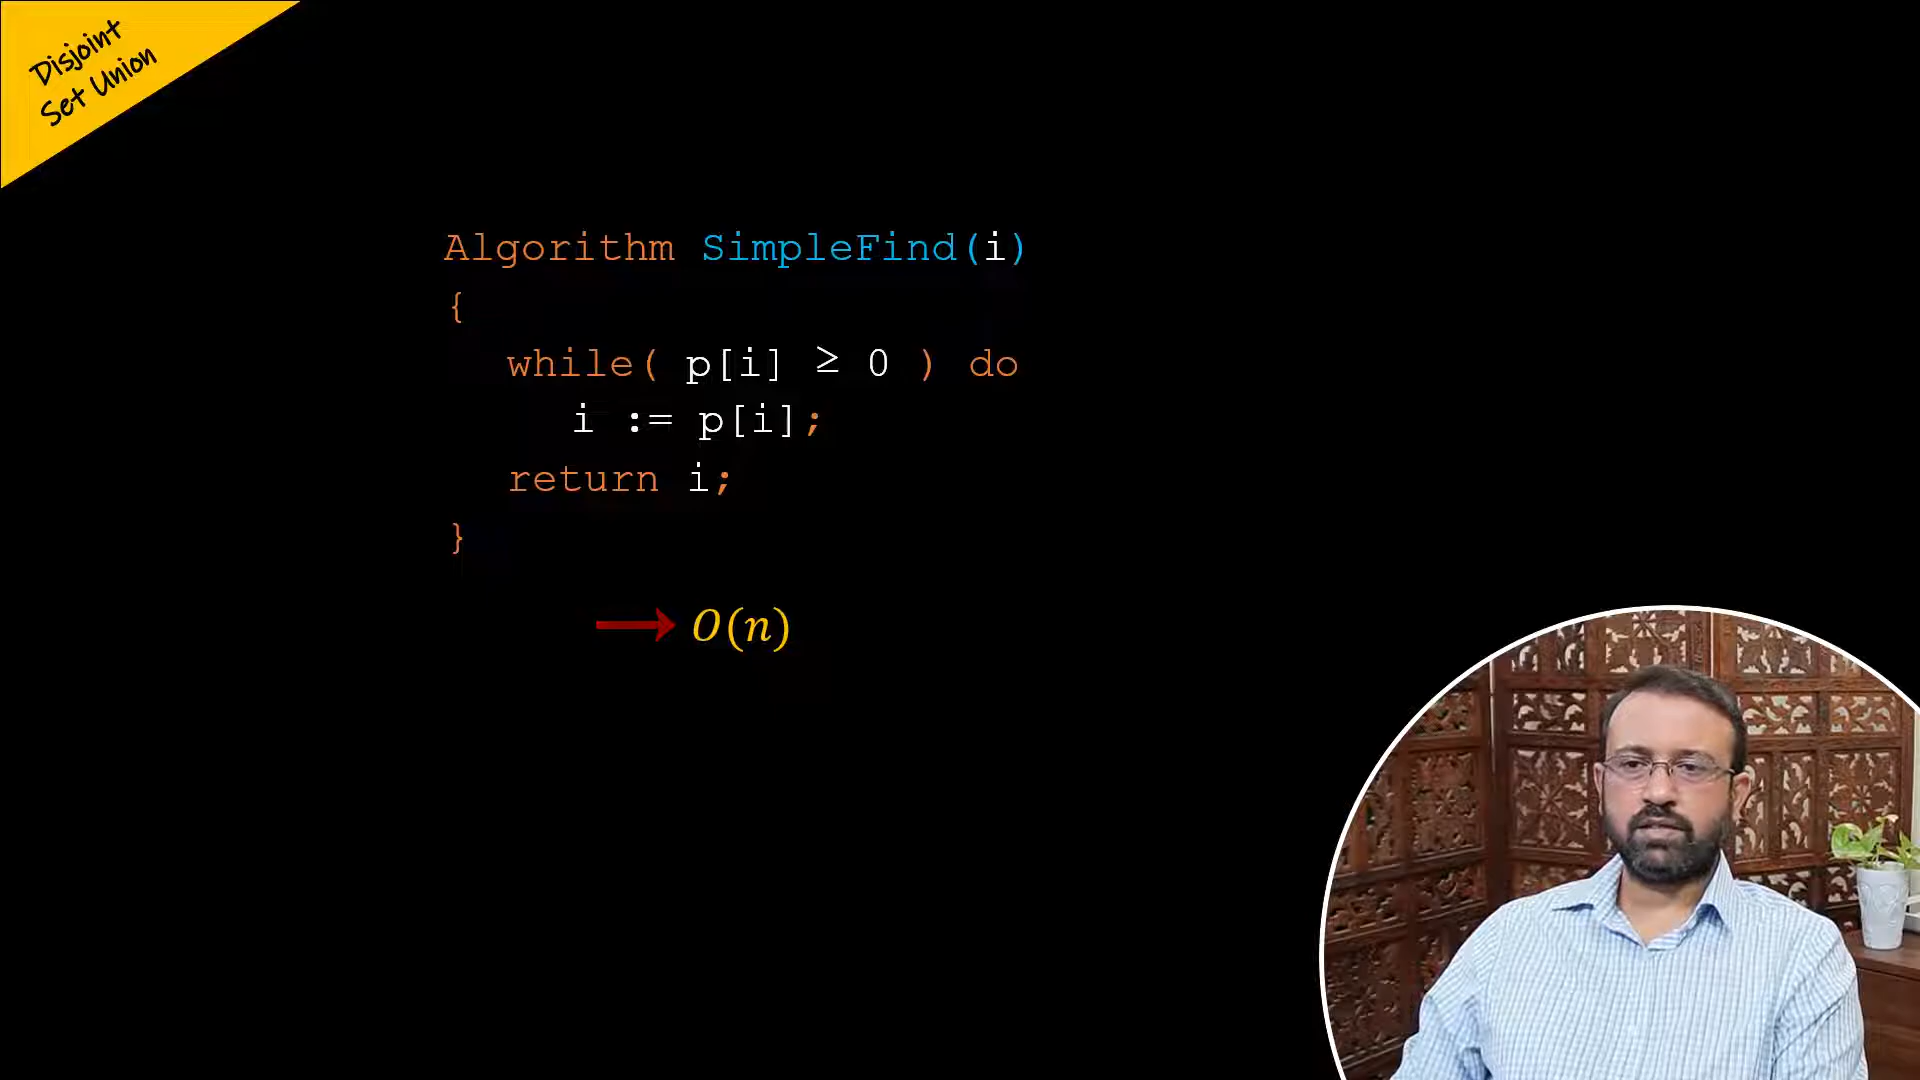 Disjoint
Set Union
Algorithm SimpleFind(i)
{
while( p[i] ≥ 0 ) do
i := p[i];
return i;
}
O(n)